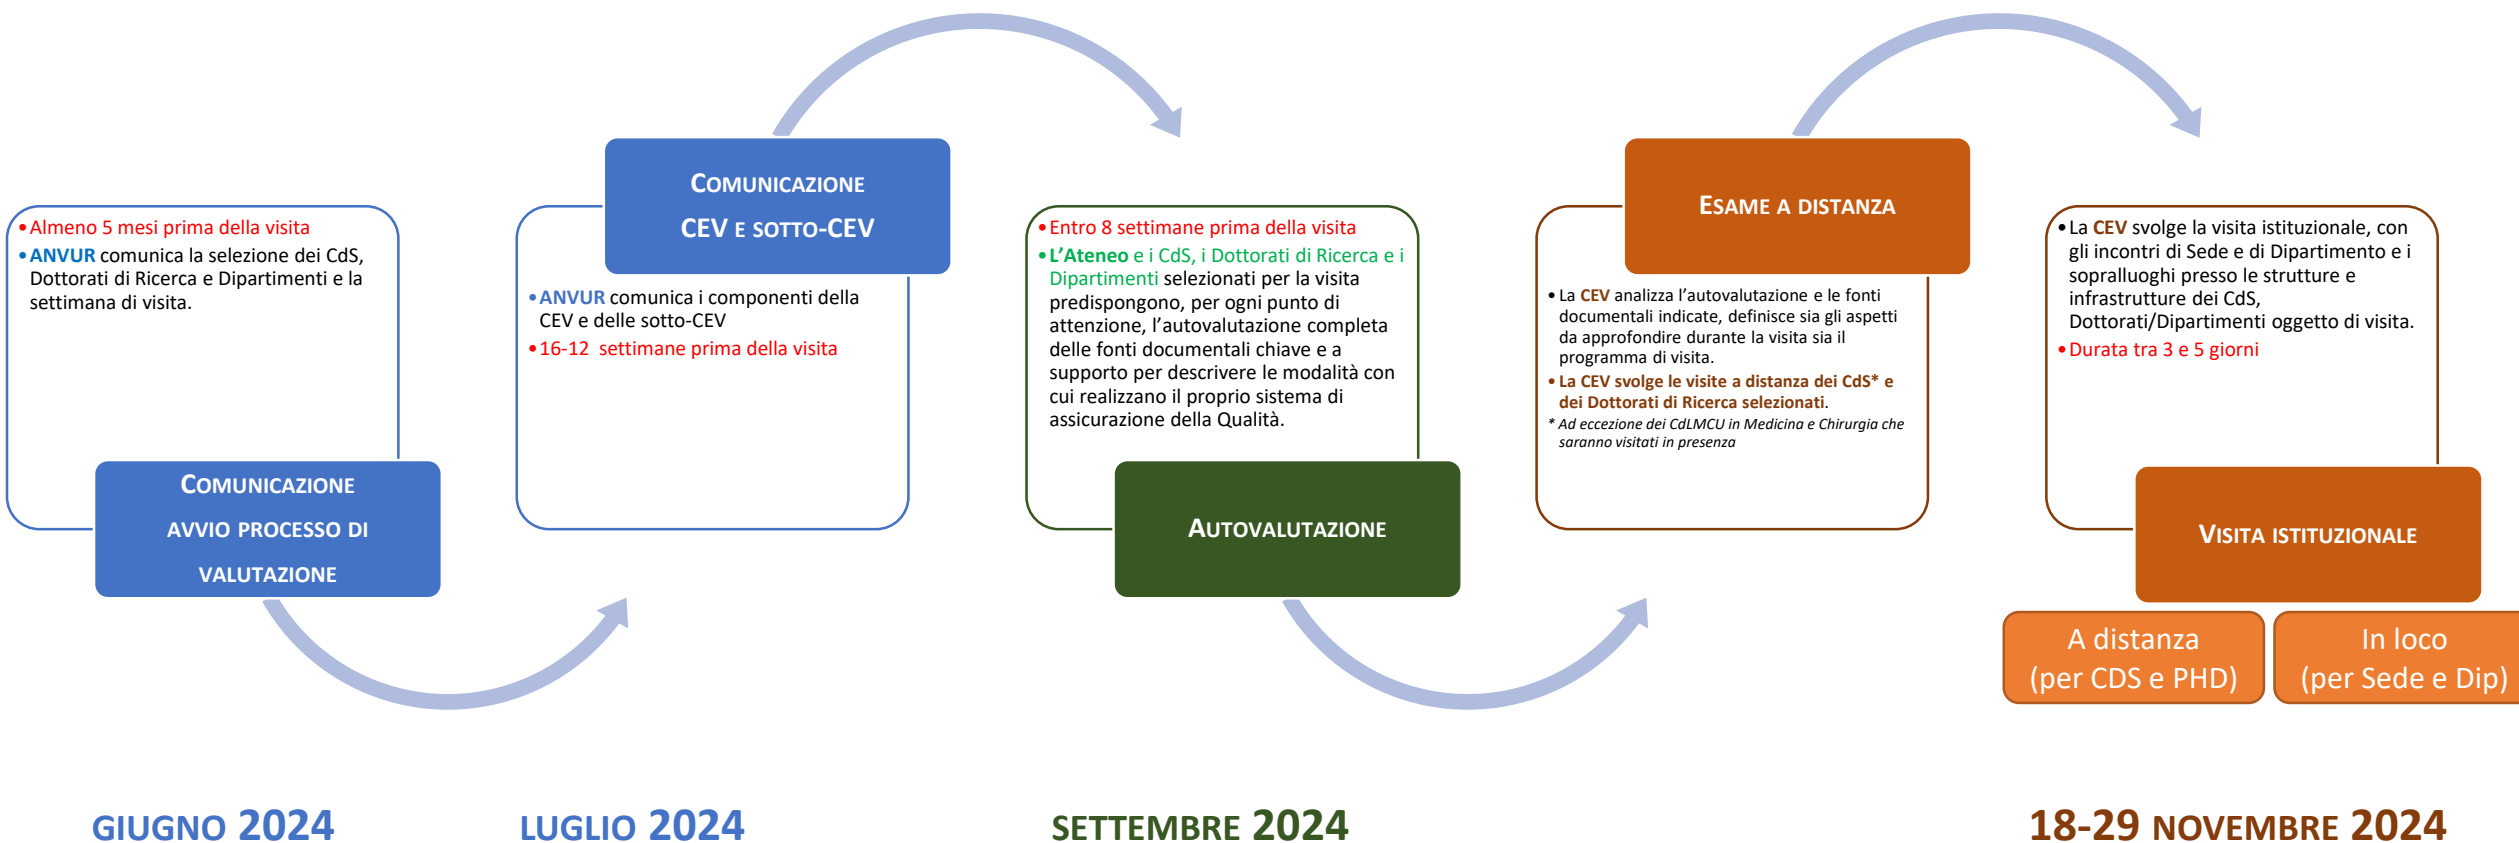 • Almeno 5 mesi prima della visita
• ANVUR comunica la selezione dei CdS,
Dottorati di Ricerca e Dipartimenti e la
settimana di visita.
COMUNICAZIONE
AVVIO PROCESSO DI
VALUTAZIONE
COMUNICAZIONE
CEV E SOTTO-CEV
• ANVUR comunica i componenti della
CEV e delle sotto-CEV
• 16-12 settimane prima della visita
• Entro 8 settimane prima della visita
• L'Ateneo e i CdS, i Dottorati di Ricerca e i
Dipartimenti selezionati per la visita
predispongono, per ogni punto di
attenzione, l'autovalutazione completa
delle fonti documentali chiave e a
supporto per descrivere le modalità con
cui realizzano il proprio sistema di
assicurazione della Qualità.
AUTOVALUTAZIONE
ESAME A DISTANZA
• La CEV analizza l'autovalutazione e le fonti
documentali indicate, definisce sia gli aspetti
da approfondire durante la visita sia il
programma di visita.
• La CEV svolge le visite a distanza dei CdS* e
dei Dottorati di Ricerca selezionati.
* Ad eccezione dei CdLMCU in Medicina e Chirurgia che
saranno visitati in presenza
• La CEV svolge la visita istituzionale, con
gli incontri di Sede e di Dipartimento e i
sopralluoghi presso le strutture e
infrastrutture dei CdS,
Dottorati/Dipartimenti oggetto di visita.
• Durata tra 3 e 5 giorni
VISITA ISTITUZIONALE
A distanza
(per CDS e PHD)
In loco
(per Sede e Dip)
GIUGNO 2024
LUGLIO 2024
SETTEMBRE 2024
18-29 NOVEMBRE 2024